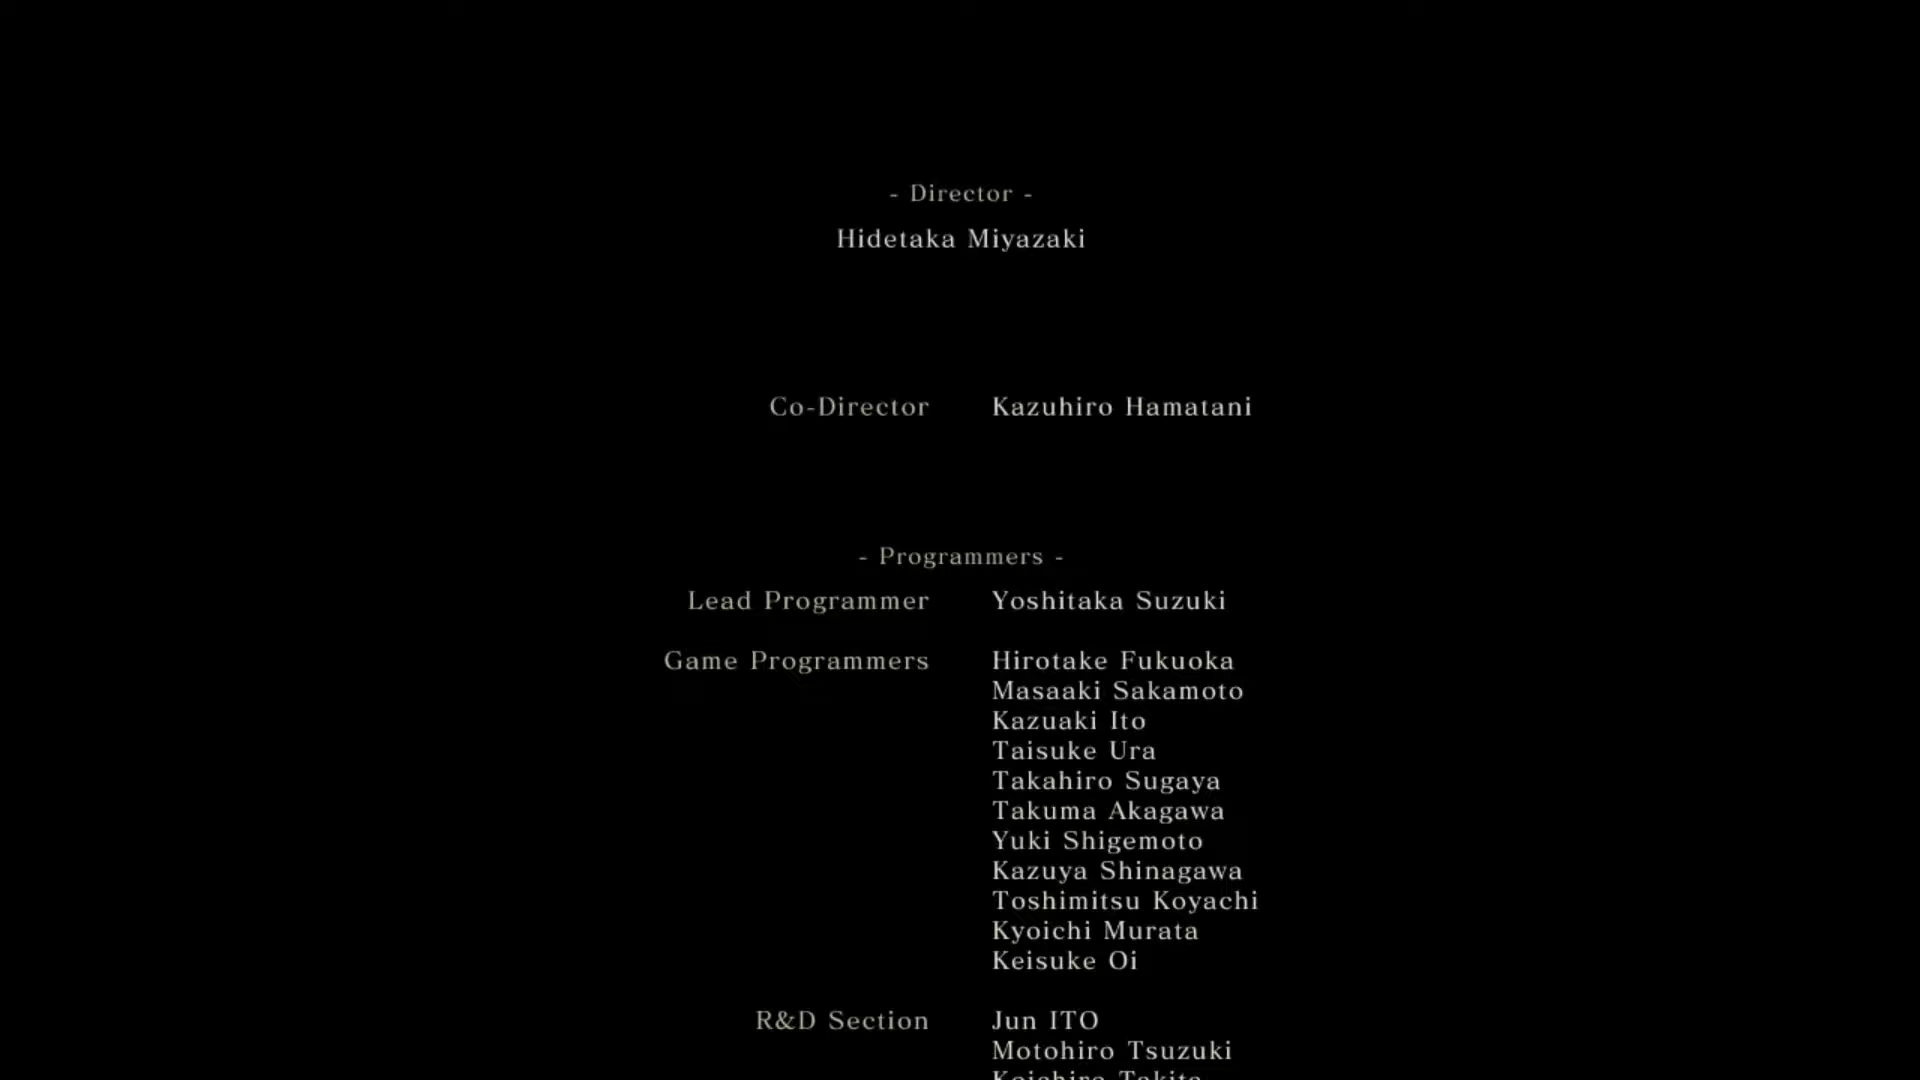 - Director -
Hidetaka Miyazaki
Co-Director Kazuhiro Hamatani
- Programmers -
Lead Programmer Yoshitaka Suzuki
Game Programmers Hirotake Fukuoka
Masaaki Sakamoto
Kazuaki Ito
Taisuke Ura
Takahiro Sugaya
Takuma Akagawa
Yuki Shigemoto
Kazuya Shinagawa
Toshimitsu Koyachi
Kyoichi Murata
Keisuke Oi
R&D Section Jun ITO
Motohiro Tsuzuki